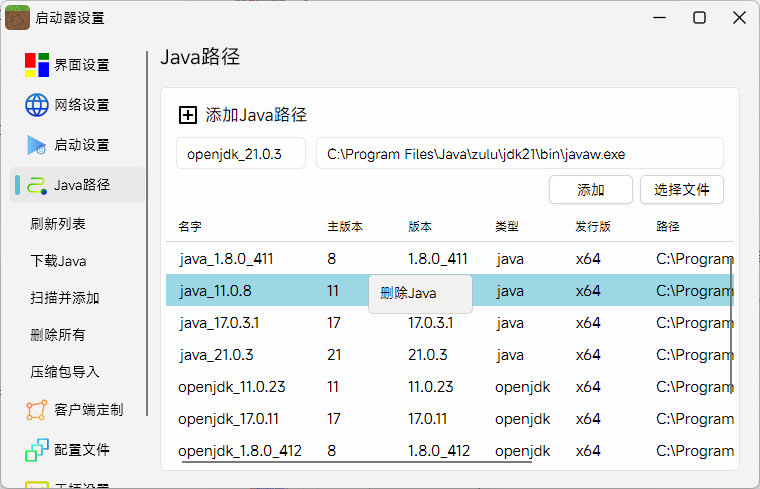 启动器设置
界面设置
网络设置
启动设置
Java路径
刷新列表
下载Java
扫描并添加
删除所有
压缩包导入
客户端定制
配置文件
Java路径
添加Java路径
openjdk_21.0.3 C:\Program Files\Java\zulu\jdk21\bin\javaw.exe
添加 选择文件
名字 主版本 版本 类型 发行版 路径
java_1.8.0_411 8 1.8.0_411 java x64 C:\Program
java_11.0.8 11 删除Java java x64 C:\Program
java_17.0.3.1 17 17.0.3.1 java x64 C:\Program
java_21.0.3 21 21.0.3 java x64 C:\Program
openjdk_11.0.23 11 11.0.23 openjdk x64 C:\Program
openjdk_17.0.11 17 17.0.11 openjdk x64 C:\Program
openjdk_1.8.0_412 8 1.8.0_412 openjdk x64 C:\Program